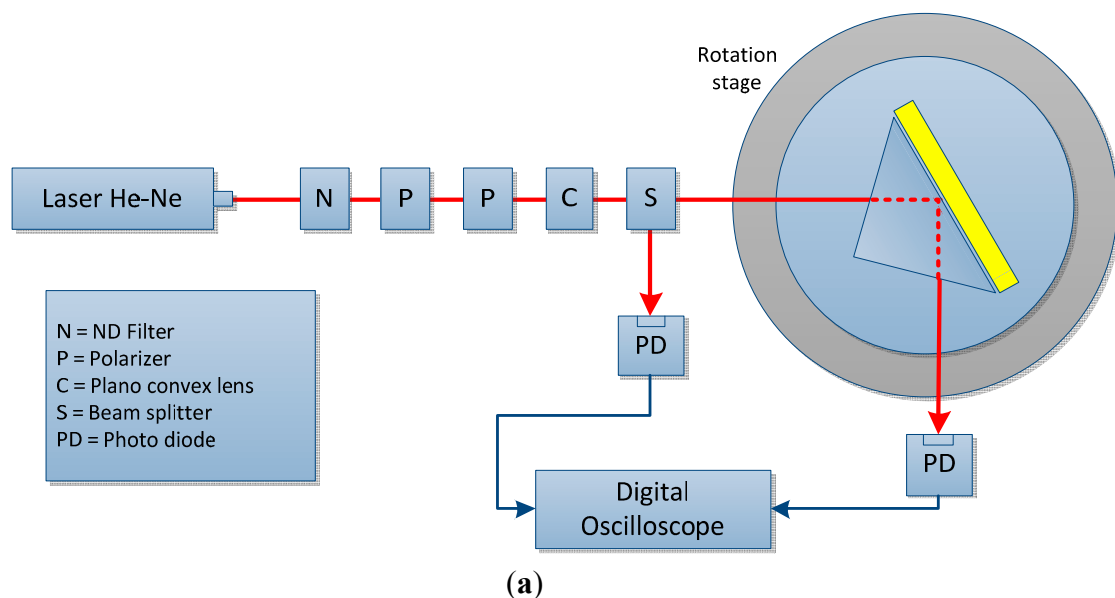 Rotation
stage
Laser He-Ne
N
P
P
C
S
N = ND Filter
P = Polarizer
C = Plano convex lens
S = Beam splitter
PD = Photo diode
PD
PD
Digital
Oscilloscope
(a)